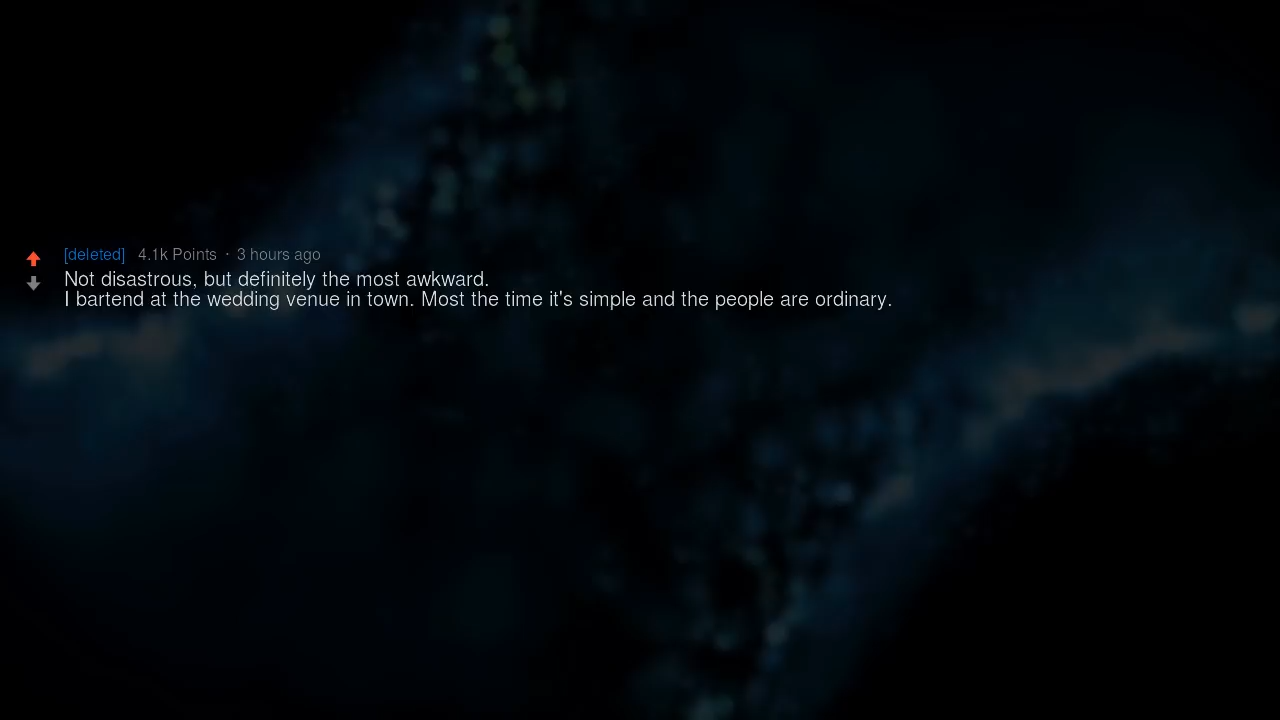 [deleted] 4.1k Points · 3 hours ago
Not disastrous, but definitely the most awkward.
I bartend at the wedding venue in town. Most the time it's simple and the people are ordinary.